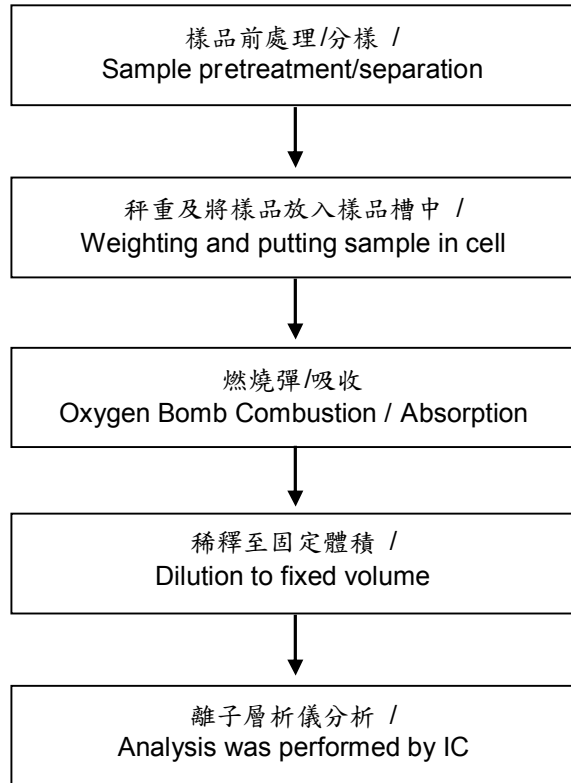 樣品前處理/分樣 /
Sample pretreatment/separation
秤重及將樣品放入樣品槽中 /
Weighting and putting sample in cell
燃燒彈/吸收
Oxygen Bomb Combustion / Absorption
稀釋至固定體積 /
Dilution to fixed volume
離子層析儀分析 /
Analysis was performed by IC